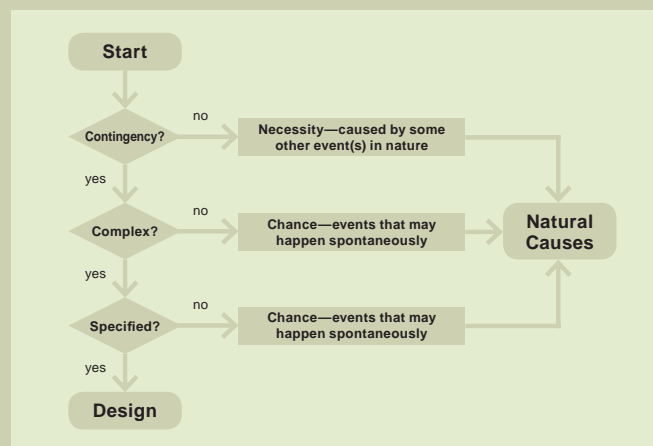 Start
Contingency?
no
Necessity—caused by some
other event(s) in nature
yes
Complex?
no
Chance—events that may
happen spontaneously
Natural
Causes
yes
Specified?
no
Chance—events that may
happen spontaneously
yes
Design